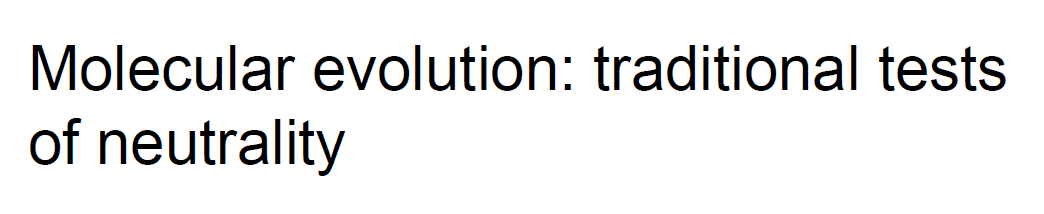 Molecular evolution: traditional tests
of neutrality